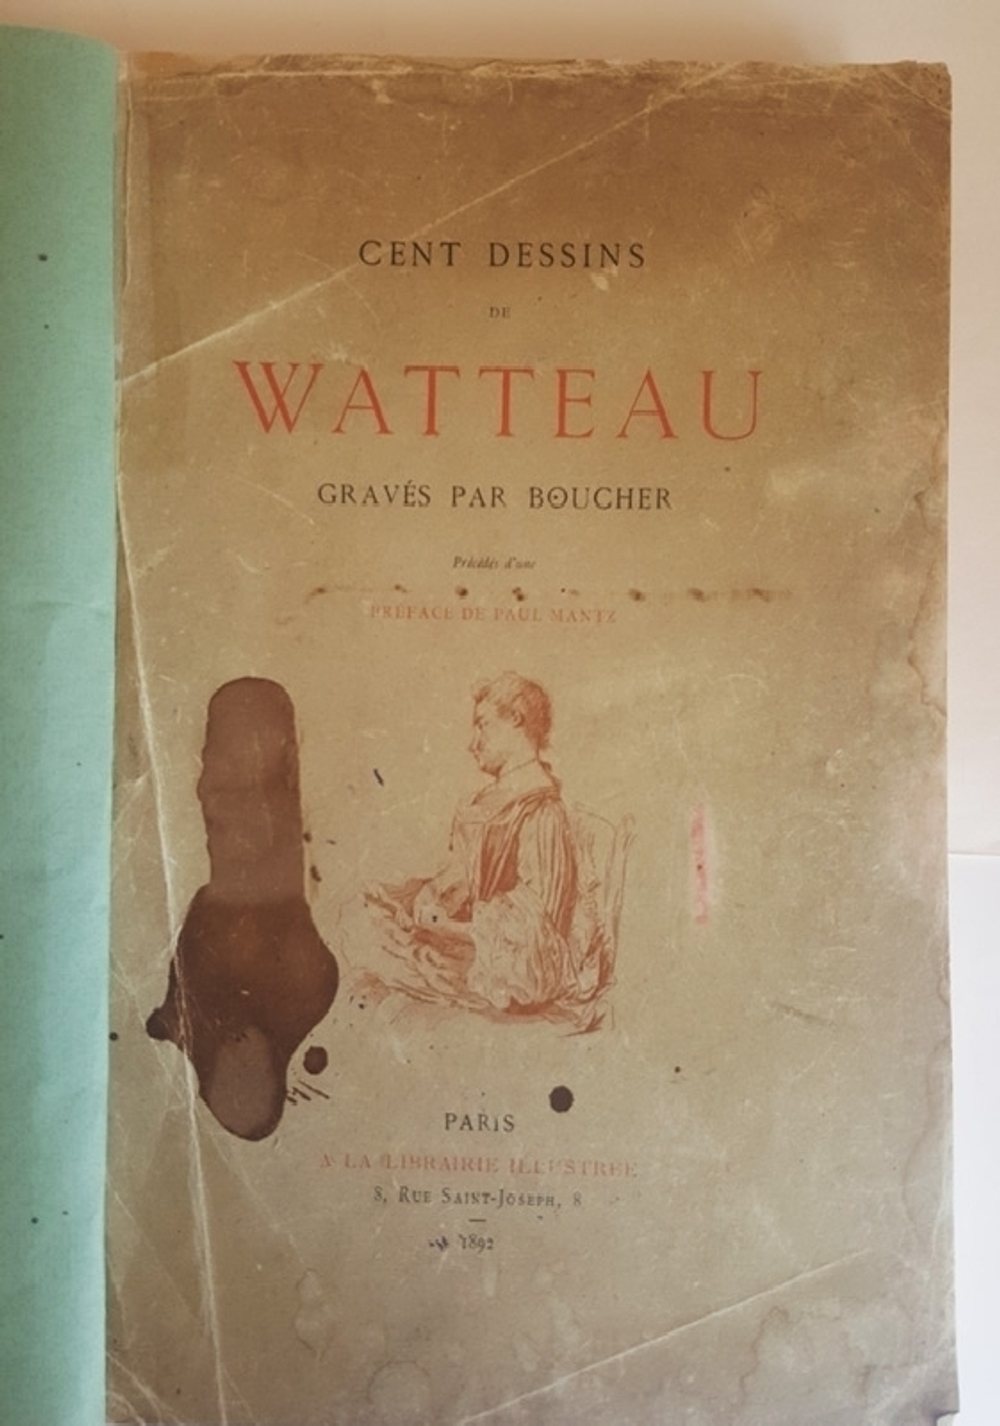 CENT DESSINS
DE
WATTEAU
GRAVÉS PAR BOUCHER
Précédés d'une
PRÉFACE DE PAUL MANTZ
PARIS
A LA LIBRAIRIE ILLUSTRÉE
8, RUE SAINT-JOSEPH, 8
1892